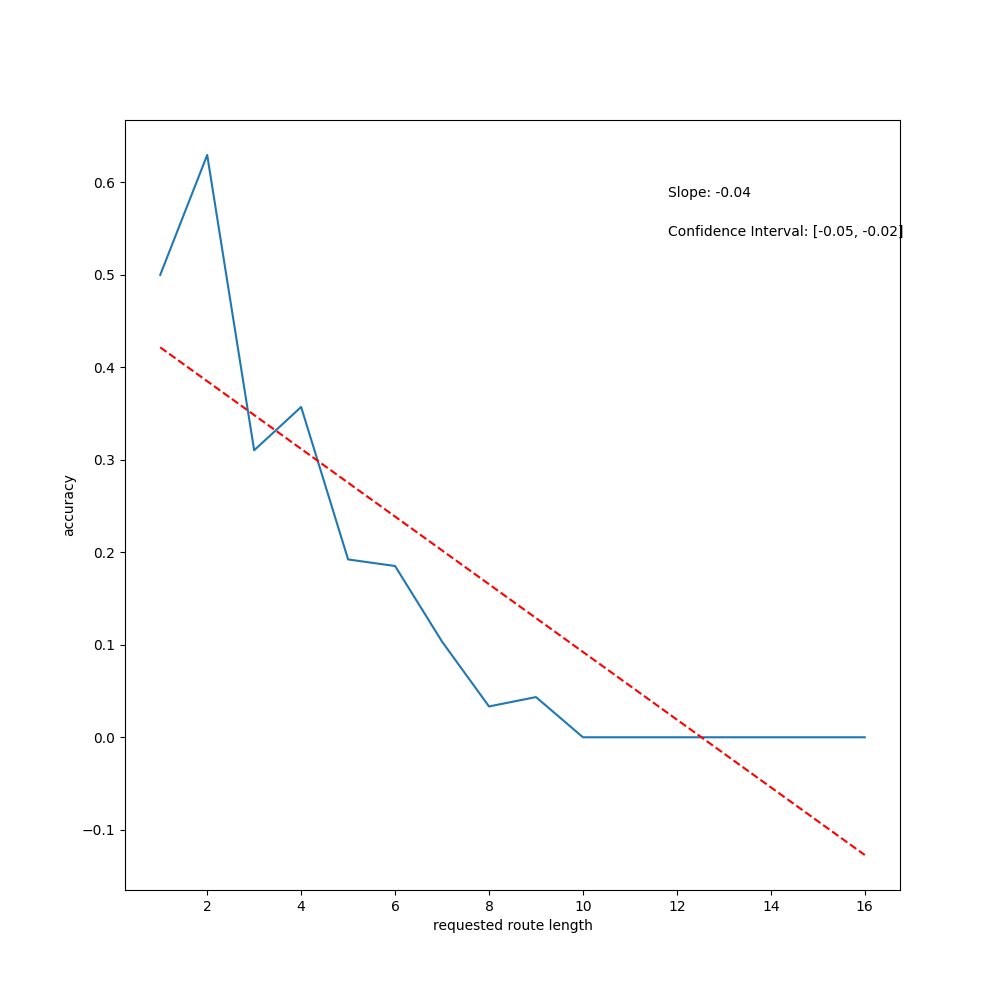 Slope: -0.04
Confidence Interval: [-0.05, -0.02]
0.6
0.5
0.4
0.3
0.2
0.1
0.0
−0.1
accuracy
2 4 6 8 10 12 14 16
requested route length